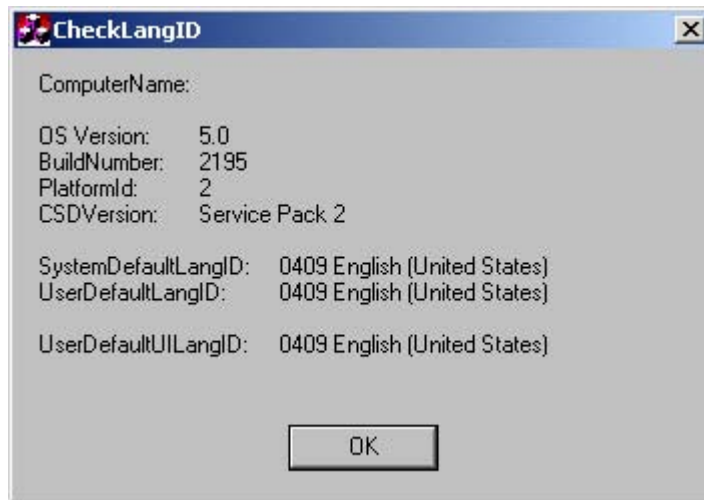 CheckLangID
ComputerName:
OS Version: 5.0
BuildNumber: 2195
PlatformId: 2
CSDVersion: Service Pack 2
SystemDefaultLangID: 0409 English (United States)
UserDefaultLangID: 0409 English (United States)
UserDefaultUILangID: 0409 English (United States)
OK